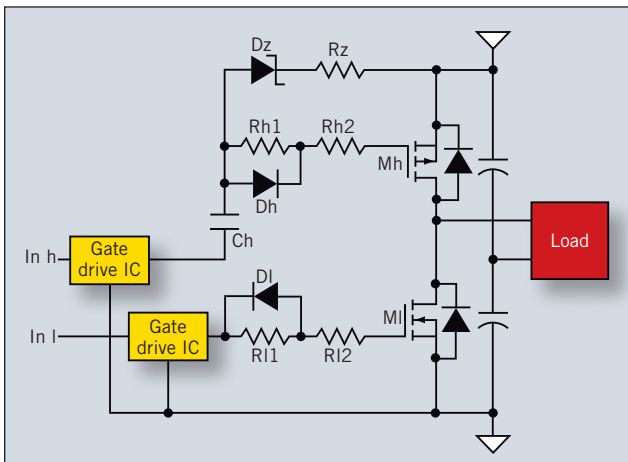 Dz
Rz
Rh1
Rh2
Mh
Dh
Ch
In h
Gate
drive IC
Load
Dl
Ml
In l
Gate
drive IC
Rl1
Rl2